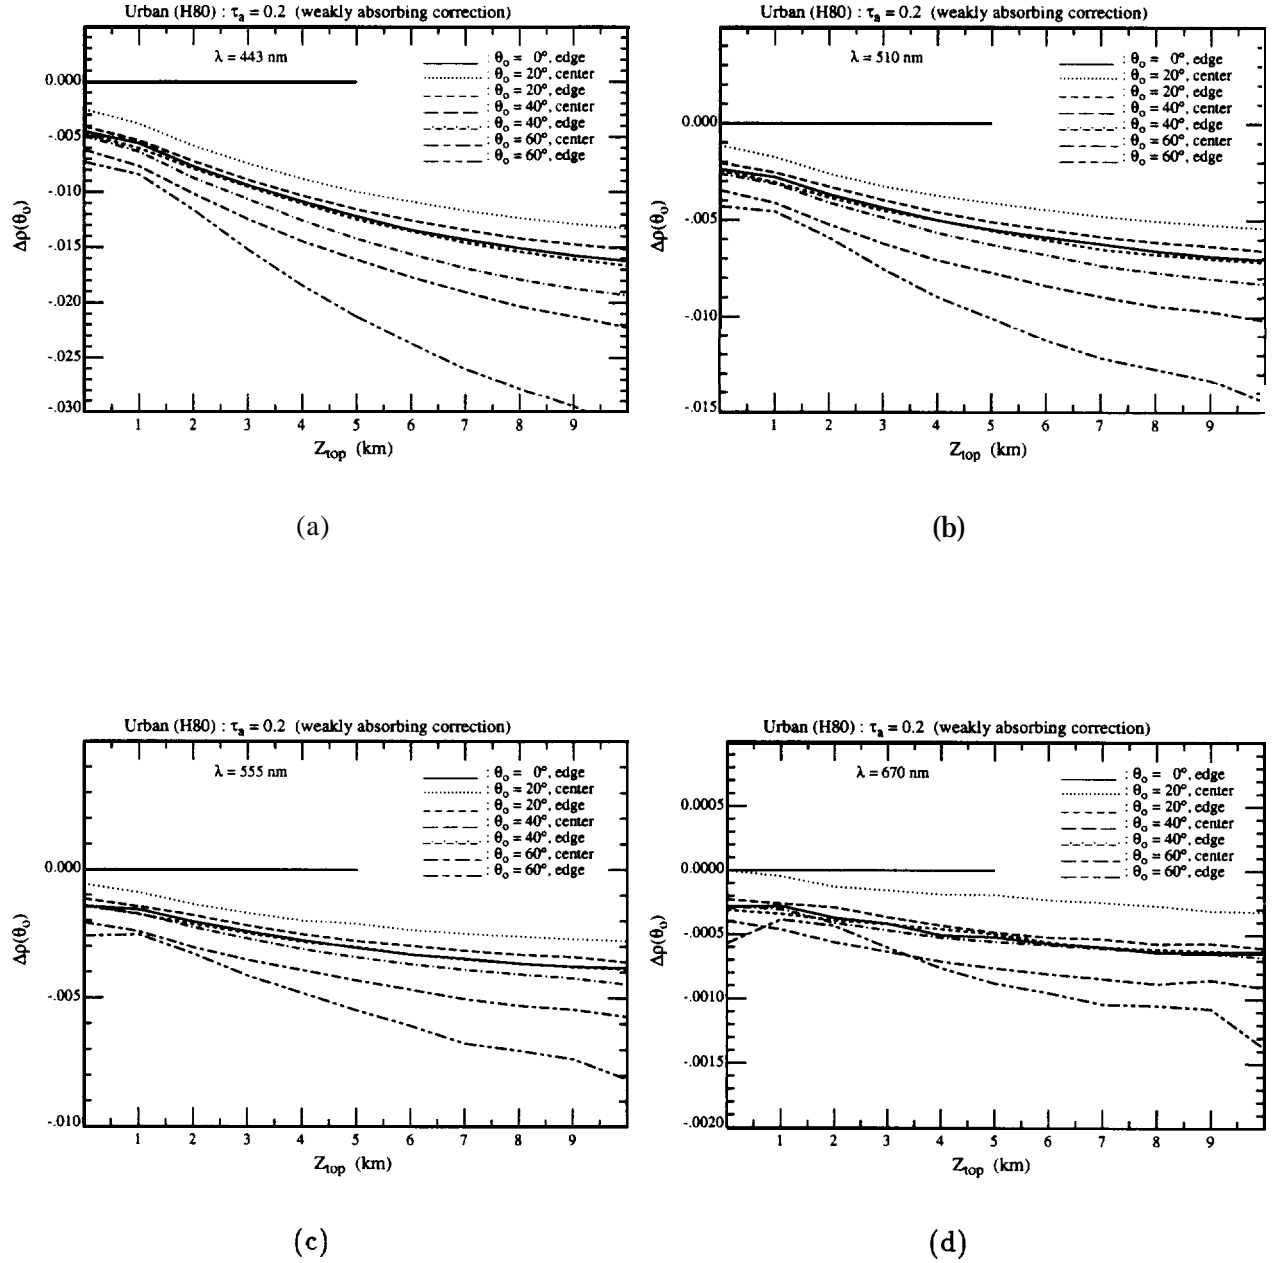 Urban (H80) : τa = 0.2 (weakly absorbing correction)
λ = 443 nm
: θo = 0°, edge
: θo = 20°, center
: θo = 20°, edge
: θo = 40°, center
: θo = 40°, edge
: θo = 60°, center
: θo = 60°, edge
0.000
-.005
-.010
-.015
-.020
-.025
-.030
Δρ(θo)
1 2 3 4 5 6 7 8 9
Ztop (km)
(a)
Urban (H80) : τa = 0.2 (weakly absorbing correction)
λ = 510 nm
: θo = 0°, edge
: θo = 20°, center
: θo = 20°, edge
: θo = 40°, center
: θo = 40°, edge
: θo = 60°, center
: θo = 60°, edge
0.000
-.005
-.010
-.015
Δρ(θo)
1 2 3 4 5 6 7 8 9
Ztop (km)
(b)
Urban (H80) : τa = 0.2 (weakly absorbing correction)
λ = 555 nm
: θo = 0°, edge
: θo = 20°, center
: θo = 20°, edge
: θo = 40°, center
: θo = 40°, edge
: θo = 60°, center
: θo = 60°, edge
0.000
-.005
-.010
Δρ(θo)
1 2 3 4 5 6 7 8 9
Ztop (km)
(c)
Urban (H80) : τa = 0.2 (weakly absorbing correction)
λ = 670 nm
: θo = 0°, edge
: θo = 20°, center
: θo = 20°, edge
: θo = 40°, center
: θo = 40°, edge
: θo = 60°, center
: θo = 60°, edge
0.0005
0.0000
-.0005
-.0010
-.0015
-.0020
Δρ(θo)
1 2 3 4 5 6 7 8 9
Ztop (km)
(d)